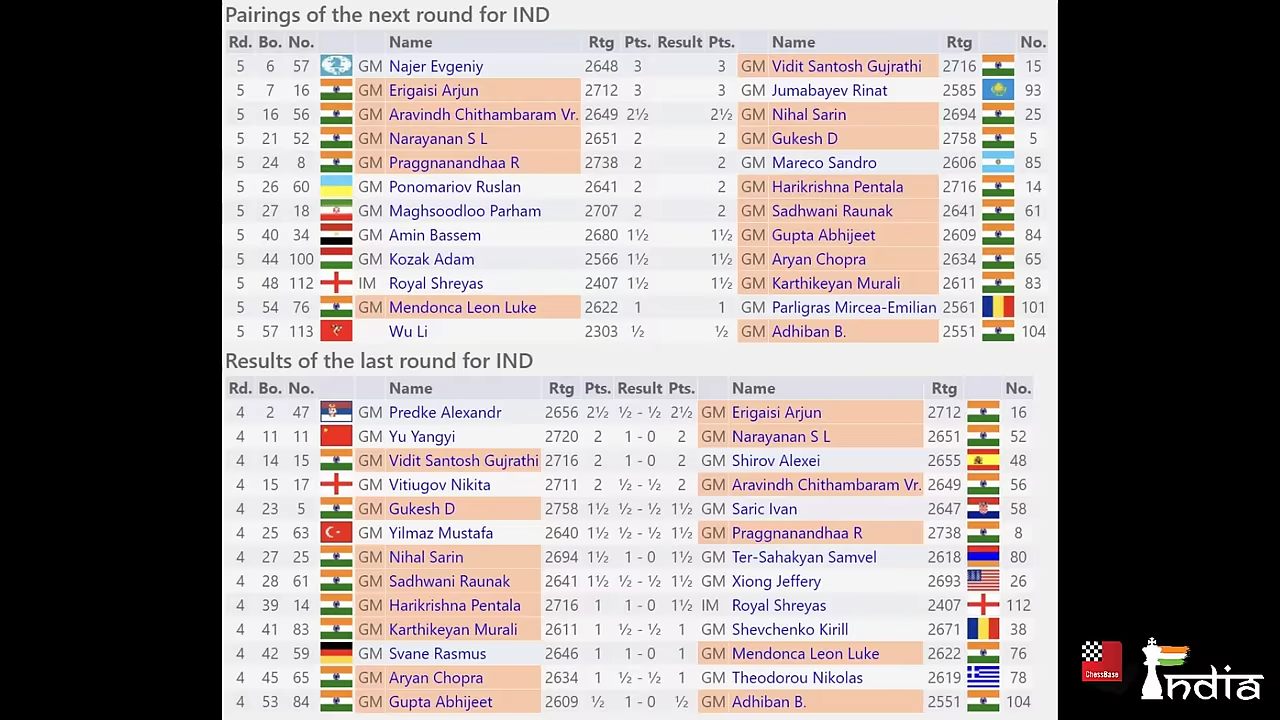 Pairings of the next round for IND
Rd. Bo. No. Name Rtg Pts. Result Pts. Name Rtg No.
5 6 57 GM Najer Evgeniy 2648 3 3 GM Vidit Santosh Gujrathi 2716 15
5 7 16 GM Erigaisi Arjun 2712 3 3 GM Jumabayev Rinat 2585 93
5 16 56 GM Aravindh Chithambaram Vr. 2649 2½ 2½ GM Nihal Sarin 2694 25
5 21 52 GM Narayanan S L 2651 2 2 GM Gukesh D 2758 5
5 24 8 GM Praggnanandhaa R 2738 2 2 GM Mareco Sandro 2606 85
5 26 60 GM Ponomariov Ruslan 2641 2 2 GM Harikrishna Pentala 2716 14
5 27 18 GM Maghsoodloo Parham 2707 2 2 GM Sadhwani Raunak 2641 61
5 40 34 GM Amin Bassem 2680 1½ 1½ GM Gupta Abhijeet 2609 84
5 44 100 GM Kozak Adam 2566 1½ 1½ GM Aryan Chopra 2634 65
5 48 112 IM Royal Shreyas 2407 1½ 1½ GM Karthikeyan Murali 2611 83
5 54 76 GM Mendonca Leon Luke 2622 1 1 GM Parligras Mircea-Emilian 2561 101
5 57 113 Wu Li 2303 ½ ½ GM Adhiban B. 2551 104
Results of the last round for IND
Rd. Bo. No. Name Rtg Pts. Result Pts. Name Rtg No.
4 2 47 GM Predke Alexandr 2656 2½ ½ - ½ 2½ GM Erigaisi Arjun 2712 16
4 11 11 GM Yu Yangyi 2720 2 1 - 0 2 GM Narayanan S L 2651 52
4 14 15 GM Vidit Santosh Gujrathi 2716 2 1 - 0 2 GM Shirov Alexei 2655 48
4 15 17 GM Vitiugov Nikita 2711 2 ½ - ½ 2 GM Aravindh Chithambaram Vr. 2649 56
4 23 5 GM Gukesh D 2758 1½ ½ - ½ 1½ GM Saric Ivan 2647 58
4 25 63 GM Yilmaz Mustafa 2640 1½ ½ - ½ 1½ GM Praggnanandhaa R 2738 8
4 27 25 GM Nihal Sarin 2694 1½ 1 - 0 1½ GM Ter-Sahakyan Samvel 2618 80
4 28 61 GM Sadhwani Raunak 2641 1½ ½ - ½ 1½ GM Xiong Jeffery 2693 26
4 39 14 GM Harikrishna Pentala 2716 1 1 - 0 1½ IM Royal Shreyas 2407 112
4 41 83 GM Karthikeyan Murali 2611 1 ½ - ½ 1 GM Shevchenko Kirill 2671 38
4 42 59 GM Svane Rasmus 2646 1 1 - 0 1 GM Mendonca Leon Luke 2622 76
4 45 65 GM Aryan Chopra 2634 1 ½ - ½ 1 GM Theodorou Nikolas 2619 78
4 53 84 GM Gupta Abhijeet 2609 ½ 1 - 0 ½ GM Adhiban B. 2551 104
ChessBase
India